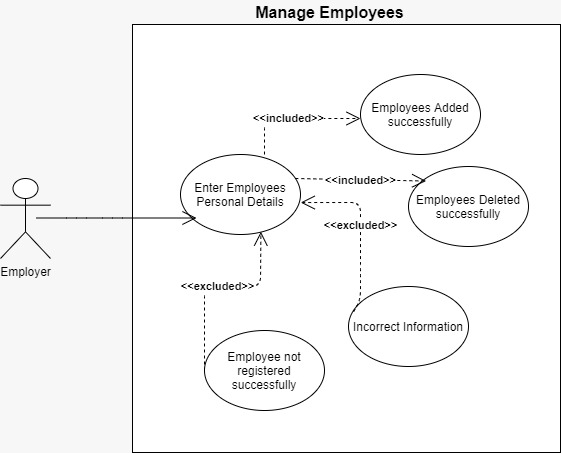 Manage Employees
Employees Added
successfully
<<included>>
Enter Employees
Personal Details
<<included>>
Employees Deleted
successfully
<<excluded>>
Employer
<<excluded>>
Incorrect Information
Employee not
registered
successfully